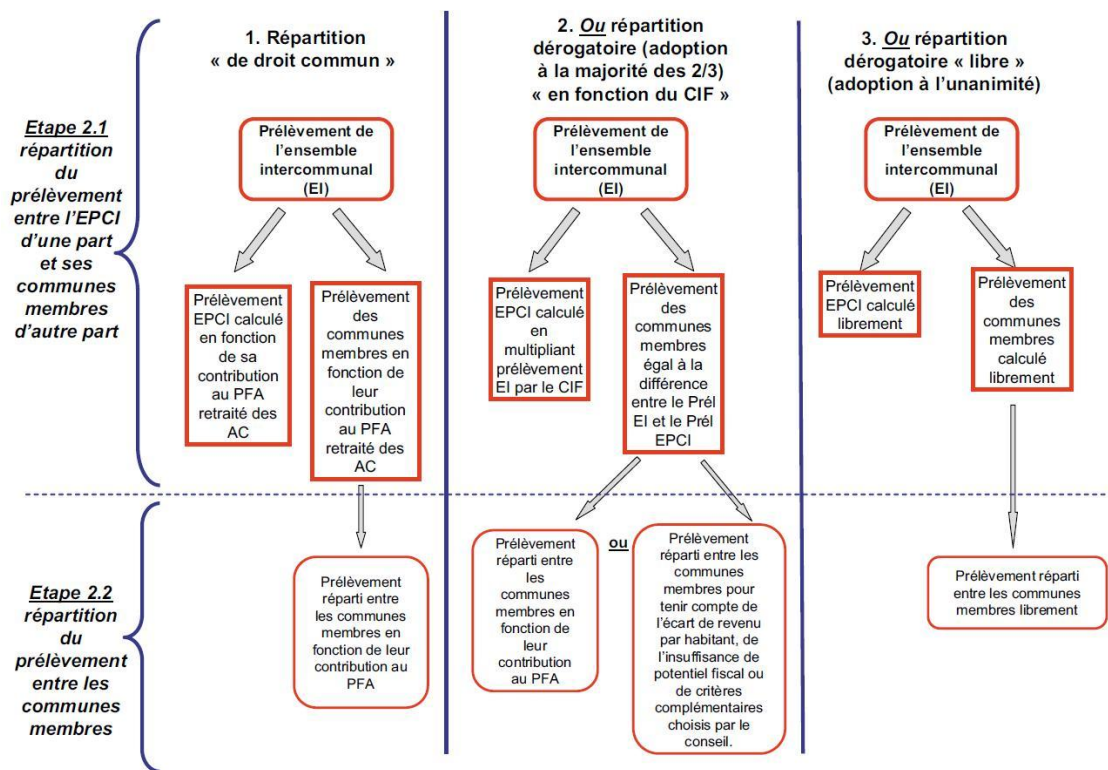 1. Répartition
« de droit commun »
2. Ou répartition
dérogatoire (adoption
à la majorité des 2/3)
« en fonction du CIF »
3. Ou répartition
dérogatoire « libre »
(adoption à l'unanimité)
Etape 2.1
répartition
du
prélèvement
entre l'EPCI
d'une part
et ses
communes
membres
d'autre part
Prélèvement de
l'ensemble
intercommunal
(EI)
Prélèvement
EPCI calculé
en fonction
de sa
contribution
au PFA
retraité des
AC
Prélèvement
des
communes
membres en
fonction de
leur
contribution
au PFA
retraité des
AC
Prélèvement de
l'ensemble
intercommunal
(EI)
Prélèvement
EPCI calculé
en
multipliant
prélèvement
EI par le CIF
Prélèvement
des
communes
membres
égal à la
différence
entre le Prél
EI et le Prél
EPCI
Prélèvement de
l'ensemble
intercommunal
(EI)
Prélèvement
EPCI calculé
librement
Prélèvement
des
communes
membres
calculé
librement
Etape 2.2
répartition
du
prélèvement
entre les
communes
membres
Prélèvement
réparti entre
les communes
membres en
fonction de leur
contribution au
PFA
Prélèvement
réparti entre
les
communes
membres en
fonction de
leur
contribution
au PFA
ou
Prélèvement
réparti entre les
communes
membres pour
tenir compte de
l'écart de revenu
par habitant, de
l'insuffisance de
potentiel fiscal ou
de critères
complémentaires
choisis par le
conseil.
Prélèvement réparti
entre les communes
membres librement